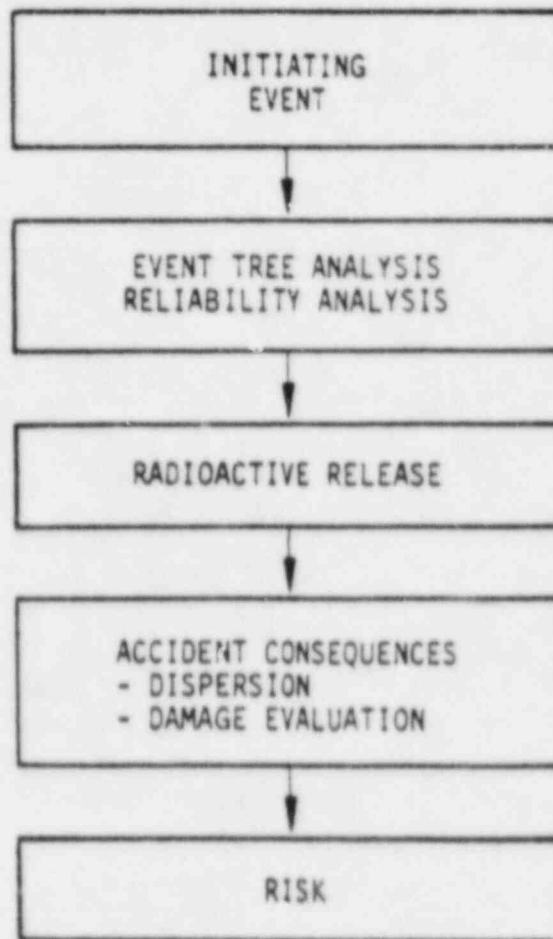 INITIATING
EVENT
EVENT TREE ANALYSIS
RELIABILITY ANALYSIS
RADIOACTIVE RELEASE
ACCIDENT CONSEQUENCES
- DISPERSION
- DAMAGE EVALUATION
RISK